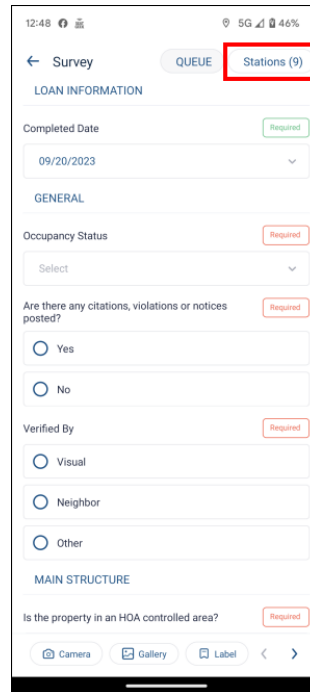 12:48 5G 46%
Survey QUEUE Stations (9)
LOAN INFORMATION
Completed Date Required
09/20/2023
GENERAL
Occupancy Status Required
Select
Are there any citations, violations or notices Required
posted?
Yes
No
Verified By Required
Visual
Neighbor
Other
MAIN STRUCTURE
Is the property in an HOA controlled area? Required
Camera Gallery Label